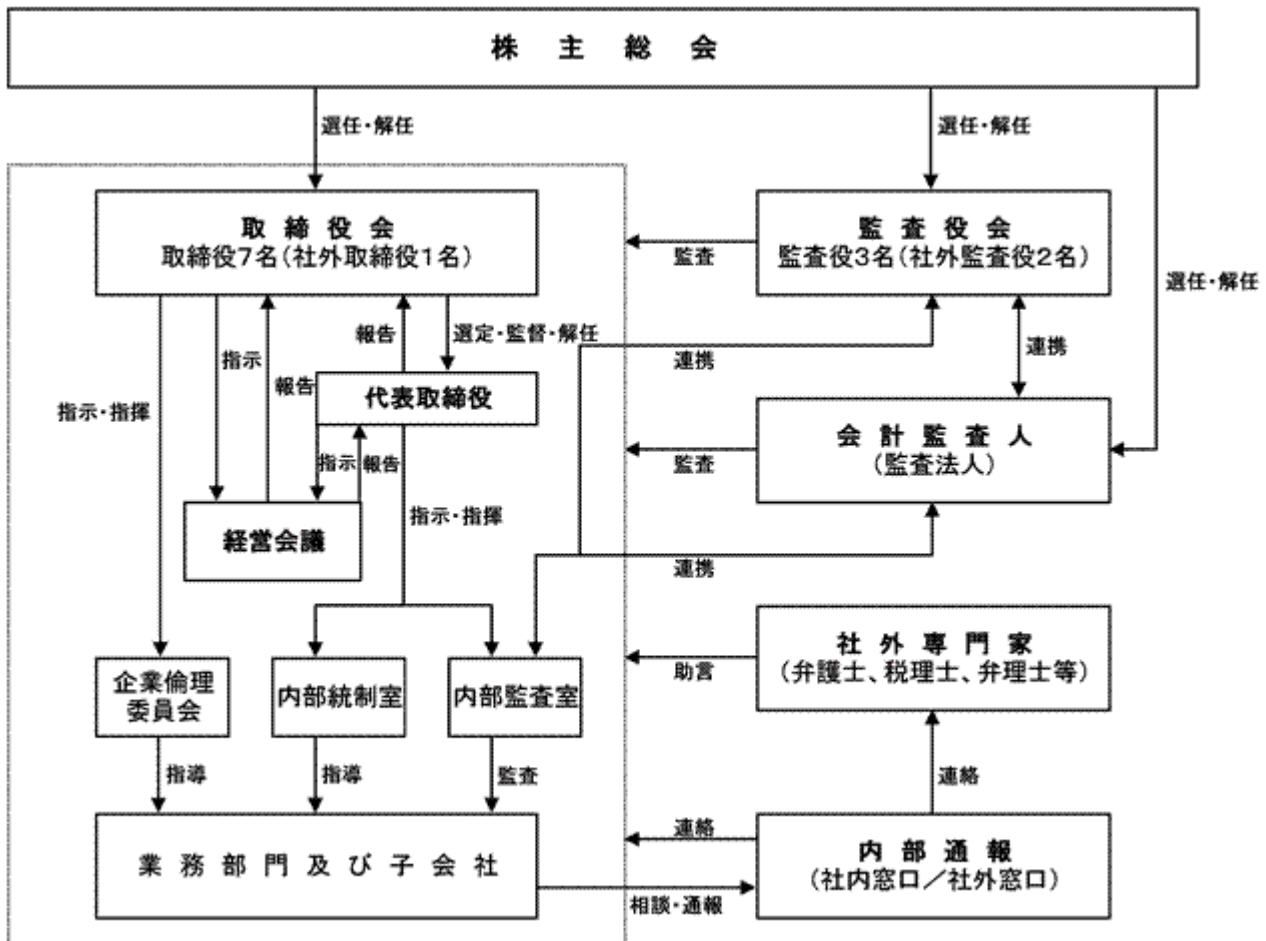 株主総会
選任・解任
選任・解任
選任・解任
取締役会
取締役7名(社外取締役1名)
監査
監査役会
監査役3名(社外監査役2名)
指示・指揮
指示
報告
報告
選定・監督・解任
連携
連携
代表取締役
指示
報告
監査
会計監査人
(監査法人)
経営会議
指示・指揮
連携
企業倫理
委員会
内部統制室
内部監査室
助言
社外専門家
(弁護士、税理士、弁理士等)
指導
指導
監査
連絡
業務部門及び子会社
連絡
相談・通報
内部通報
(社内窓口/社外窓口)